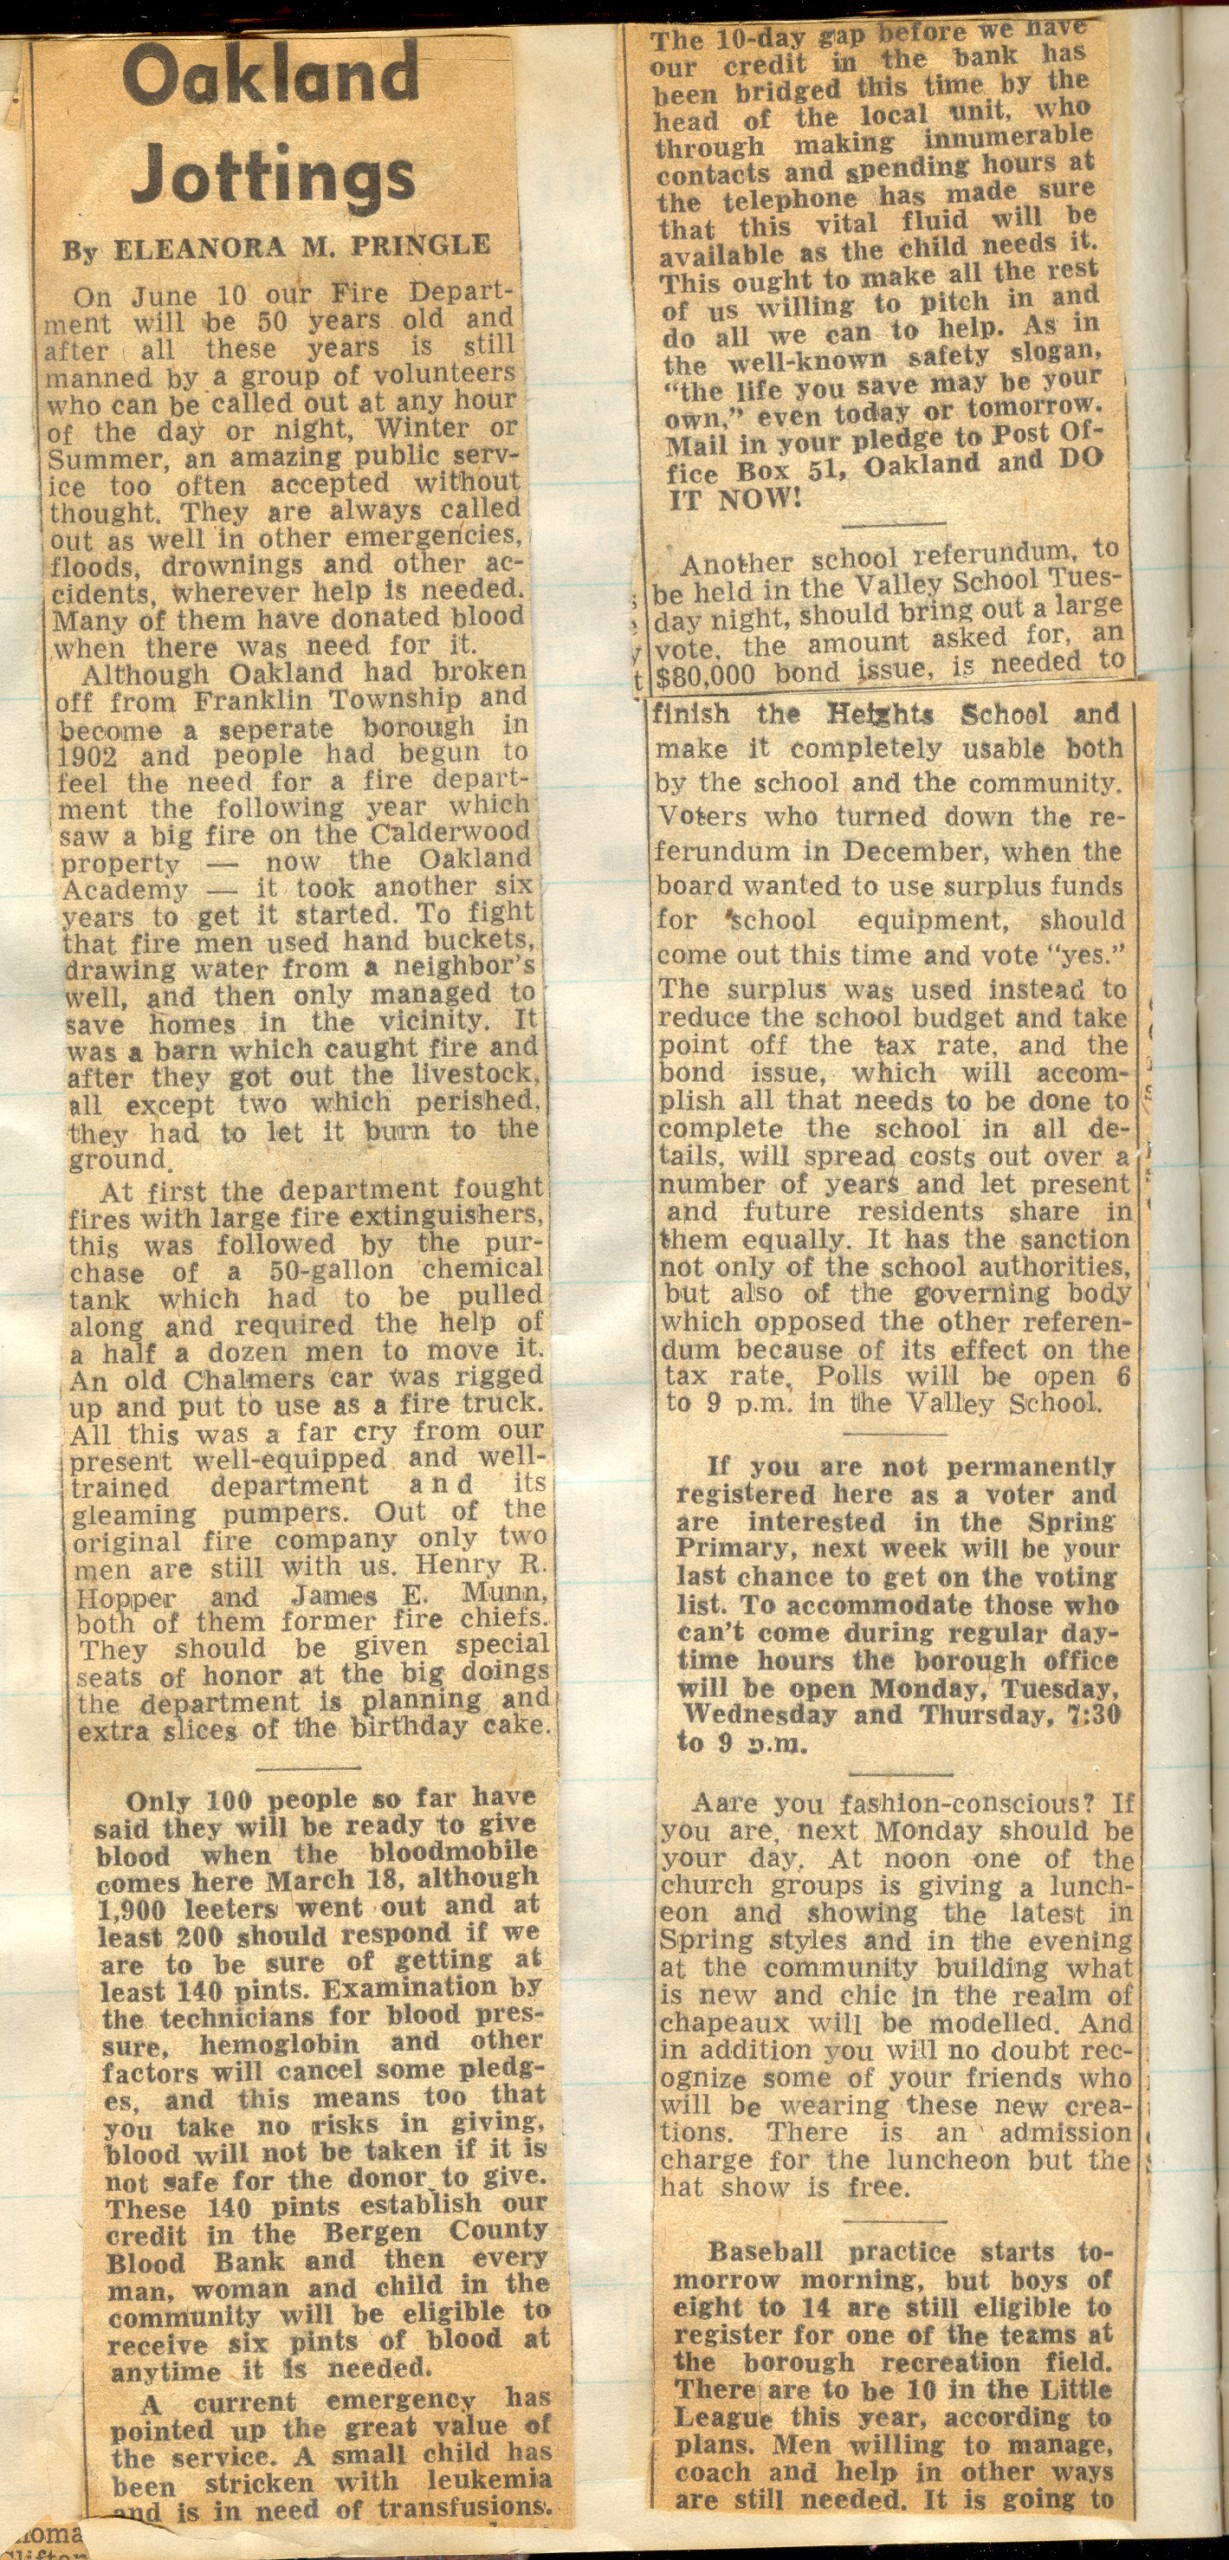 Oakland
Jottings
By ELEANORA M. PRINGLE
On June 10 our Fire Depart-
ment will be 50 years old and
after all these years is still
manned by a group of volunteers
who can be called out at any hour
of the day or night, Winter or
Summer, an amazing public serv-
ice too often accepted without
thought. They are always called
out as well in other emergencies,
floods, drownings and other ac-
cidents, wherever help is needed.
Many of them have donated blood
when there was need for it.
Although Oakland had broken
off from Franklin Township and
become a seperate borough in
1902 and people had begun to
feel the need for a fire depart-
ment the following year which
saw a big fire on the Calderwood
property — now the Oakland
Academy — it took another six
years to get it started. To fight
that fire men used hand buckets,
drawing water from a neighbor's
well, and then only managed to
save homes in the vicinity. It
was a barn which caught fire and
after they got out the livestock,
all except two which perished,
they had to let it burn to the
ground.
At first the department fought
fires with large fire extinguishers,
this was followed by the pur-
chase of a 50-gallon chemical
tank which had to be pulled
along and required the help of
a half a dozen men to move it.
An old Chalmers car was rigged
up and put to use as a fire truck.
All this was a far cry from our
present well-equipped and well-
trained department and its
gleaming pumpers. Out of the
original fire company only two
men are still with us. Henry R.
Hopper and James E. Munn,
both of them former fire chiefs.
They should be given special
seats of honor at the big doings
the department is planning and
extra slices of the birthday cake.
Only 100 people so far have
said they will be ready to give
blood when the bloodmobile
comes here March 18, although
1,900 leeters went out and at
least 200 should respond if we
are to be sure of getting at
least 140 pints. Examination by
the technicians for blood pres-
sure, hemoglobin and other
factors will cancel some pledg-
es, and this means too that
you take no risks in giving,
blood will not be taken if it is
not safe for the donor to give.
These 140 pints establish our
credit in the Bergen County
Blood Bank and then every
man, woman and child in the
community will be eligible to
receive six pints of blood at
anytime it is needed.
A current emergency has
pointed up the great value of
the service. A small child has
been stricken with leukemia
and is in need of transfusions.
The 10-day gap before we have
our credit in the bank has
been bridged this time by the
head of the local unit, who
through making innumerable
contacts and spending hours at
the telephone has made sure
that this vital fluid will be
available as the child needs it.
This ought to make all the rest
of us willing to pitch in and
do all we can to help. As in
the well-known safety slogan,
"the life you save may be your
own," even today or tomorrow.
Mail in your pledge to Post Of-
fice Box 51, Oakland and DO
IT NOW!
Another school referundum, to
be held in the Valley School Tues-
day night, should bring out a large
vote, the amount asked for, an
$80,000 bond issue, is needed to
finish the Heights School and
make it completely usable both
by the school and the community.
Voters who turned down the re-
ferundum in December, when the
board wanted to use surplus funds
for school equipment, should
come out this time and vote "yes."
The surplus was used instead to
reduce the school budget and take
point off the tax rate, and the
bond issue, which will accom-
plish all that needs to be done to
complete the school in all de-
tails, will spread costs out over a
number of years and let present
and future residents share in
them equally. It has the sanction
not only of the school authorities,
but also of the governing body
which opposed the other referen-
dum because of its effect on the
tax rate, Polls will be open 6
to 9 p.m. in the Valley School.
If you are not permanently
registered here as a voter and
are interested in the Spring
Primary, next week will be your
last chance to get on the voting
list. To accommodate those who
can't come during regular day-
time hours the borough office
will be open Monday, Tuesday,
Wednesday and Thursday, 7:30
to 9 p.m.
Aare you fashion-conscious? If
you are, next Monday should be
your day. At noon one of the
church groups is giving a lunch-
eon and showing the latest in
Spring styles and in the evening
at the community building what
is new and chic in the realm of
chapeaux will be modelled. And
in addition you will no doubt rec-
ognize some of your friends who
will be wearing these new crea-
tions. There is an admission
charge for the luncheon but the
hat show is free.
Baseball practice starts to-
morrow morning, but boys of
eight to 14 are still eligible to
register for one of the teams at
the borough recreation field.
There are to be 10 in the Little
League this year, according to
plans. Men willing to manage,
coach and help in other ways
are still needed. It is going to